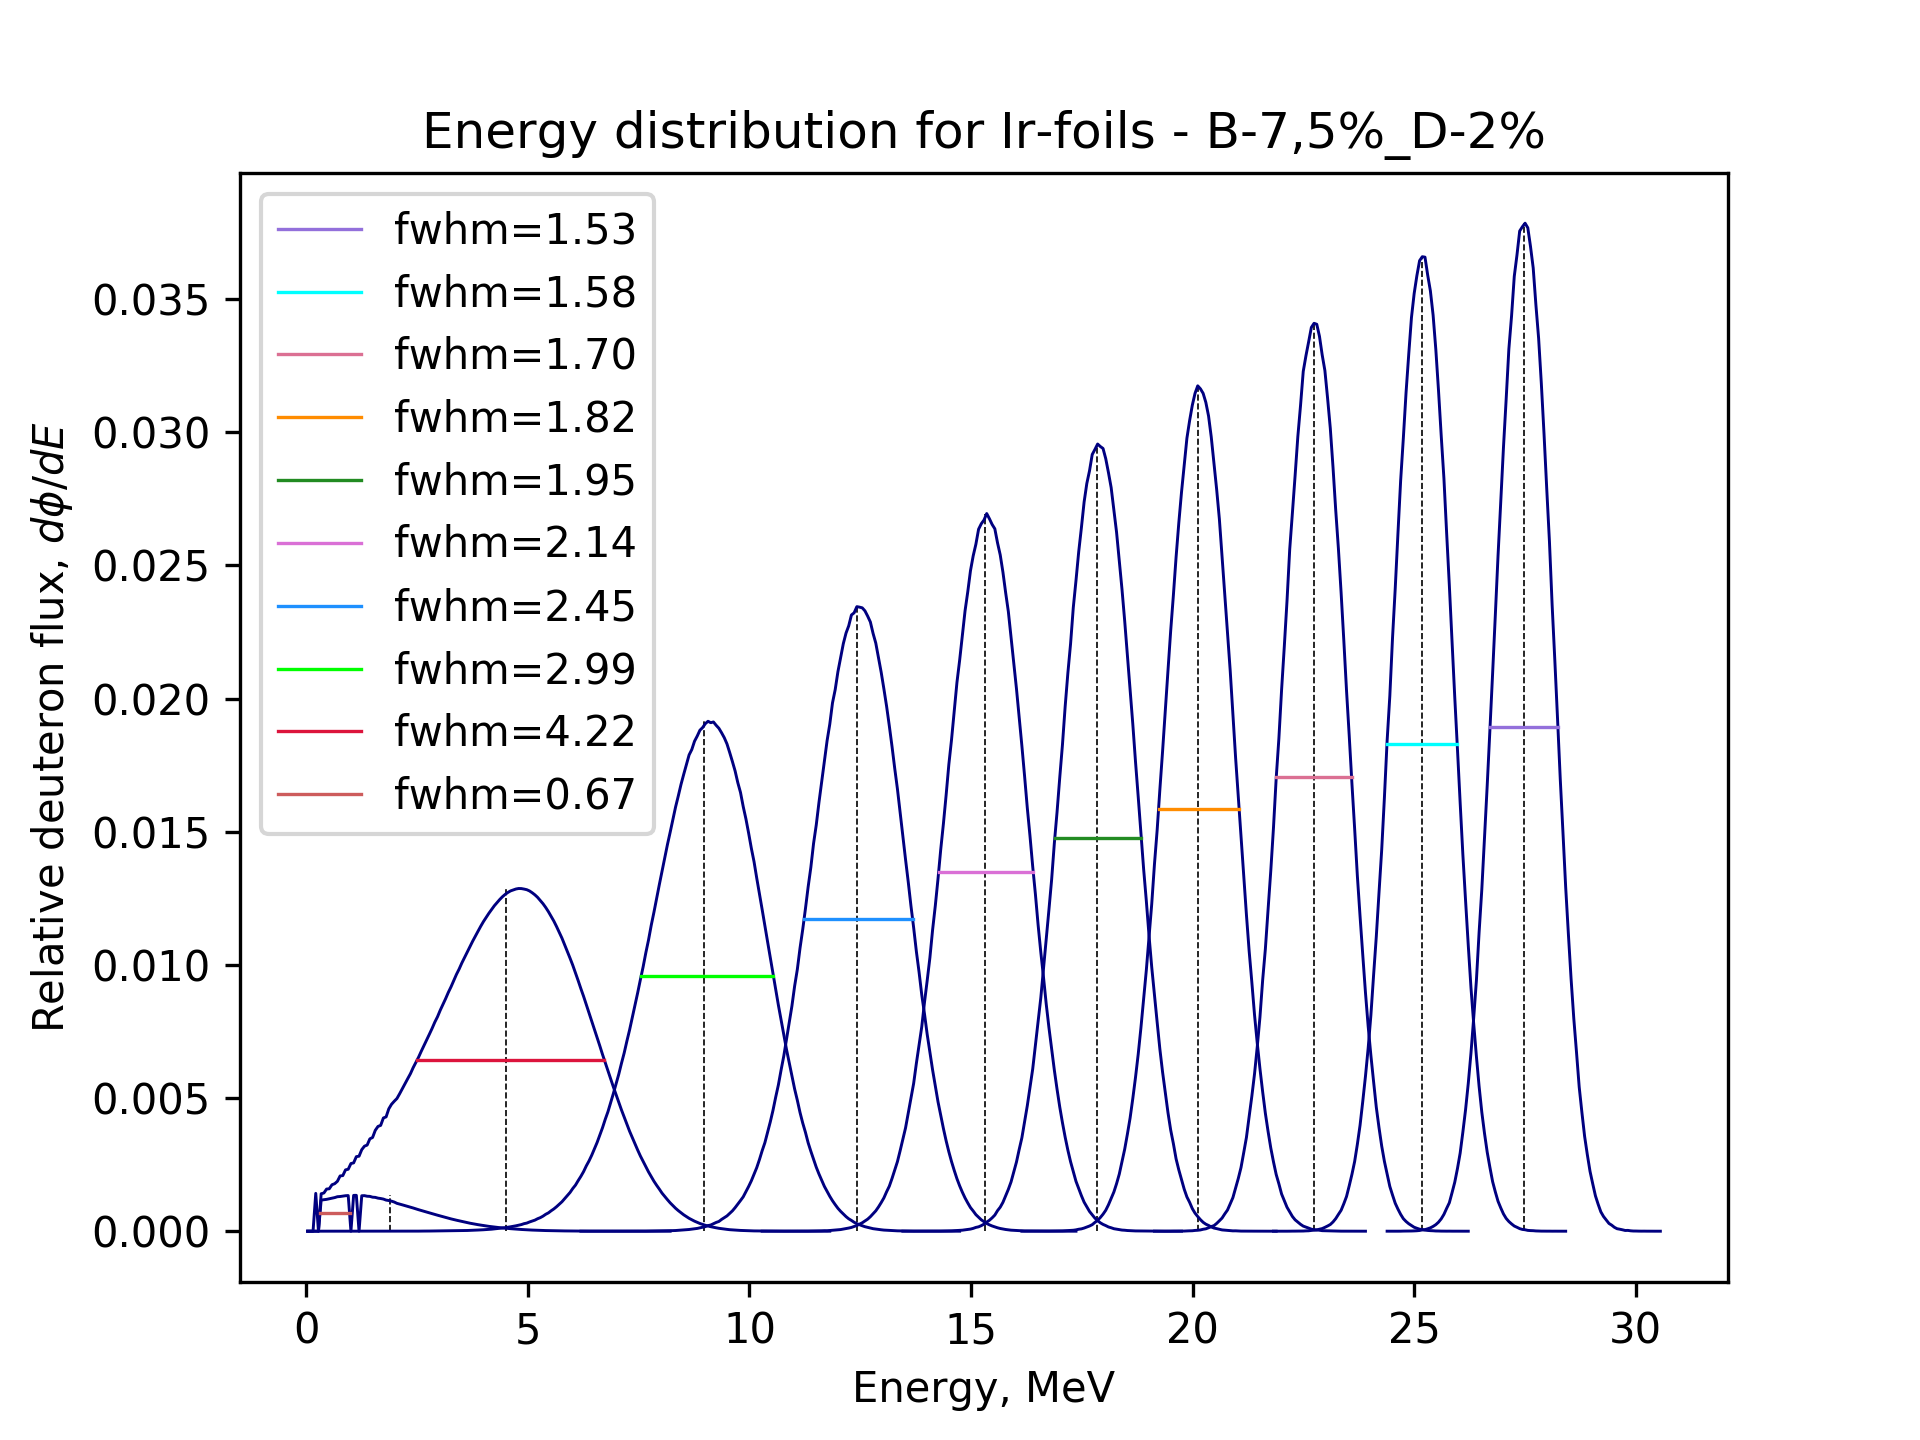 Energy distribution for Ir-foils - B-7,5%_D-2%
fwhm=1.53
fwhm=1.58
fwhm=1.70
fwhm=1.82
fwhm=1.95
fwhm=2.14
fwhm=2.45
fwhm=2.99
fwhm=4.22
fwhm=0.67
Relative deuteron flux, dϕ/dE
0.035
0.030
0.025
0.020
0.015
0.010
0.005
0.000
0 5 10 15 20 25 30
Energy, MeV